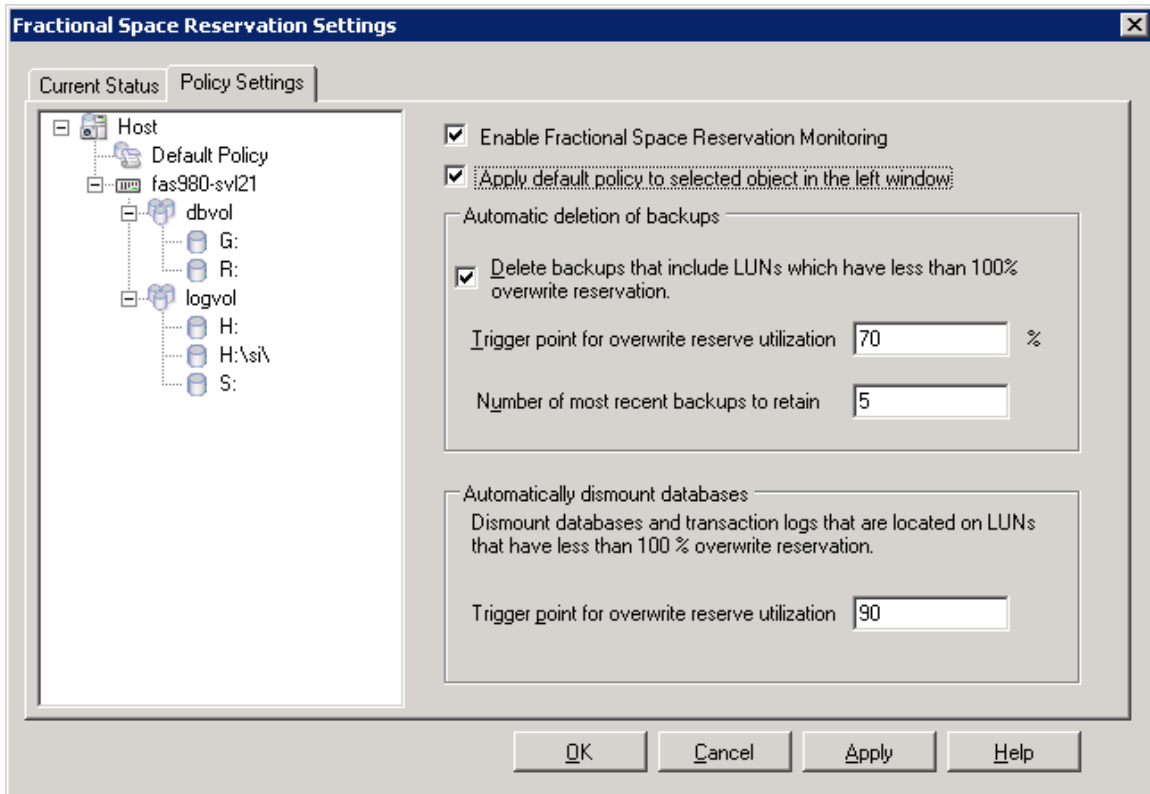 Fractional Space Reservation Settings
Current Status
Policy Settings
Host
Default Policy
fas980-svl21
dbvol
G:
R:
logvol
H:
H:\si\
S:
Enable Fractional Space Reservation Monitoring
Apply default policy to selected object in the left window
Automatic deletion of backups
Delete backups that include LUNs which have less than 100%
overwrite reservation.
Trigger point for overwrite reserve utilization 70 %
Number of most recent backups to retain 5
Automatically dismount databases
Dismount databases and transaction logs that are located on LUNs
that have less than 100 % overwrite reservation.
Trigger point for overwrite reserve utilization 90
OK
Cancel
Apply
Help